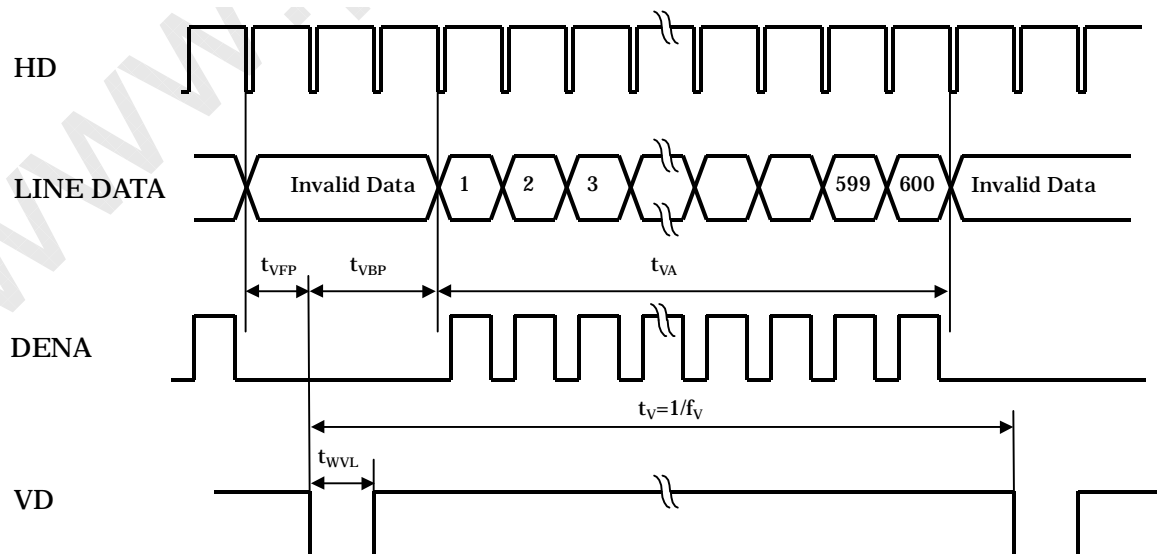 HD
LINE DATA
Invalid Data 1 2 3 599 600 Invalid Data
tVFP tVBP tVA
DENA
tV=1/fV
tWVL
VD